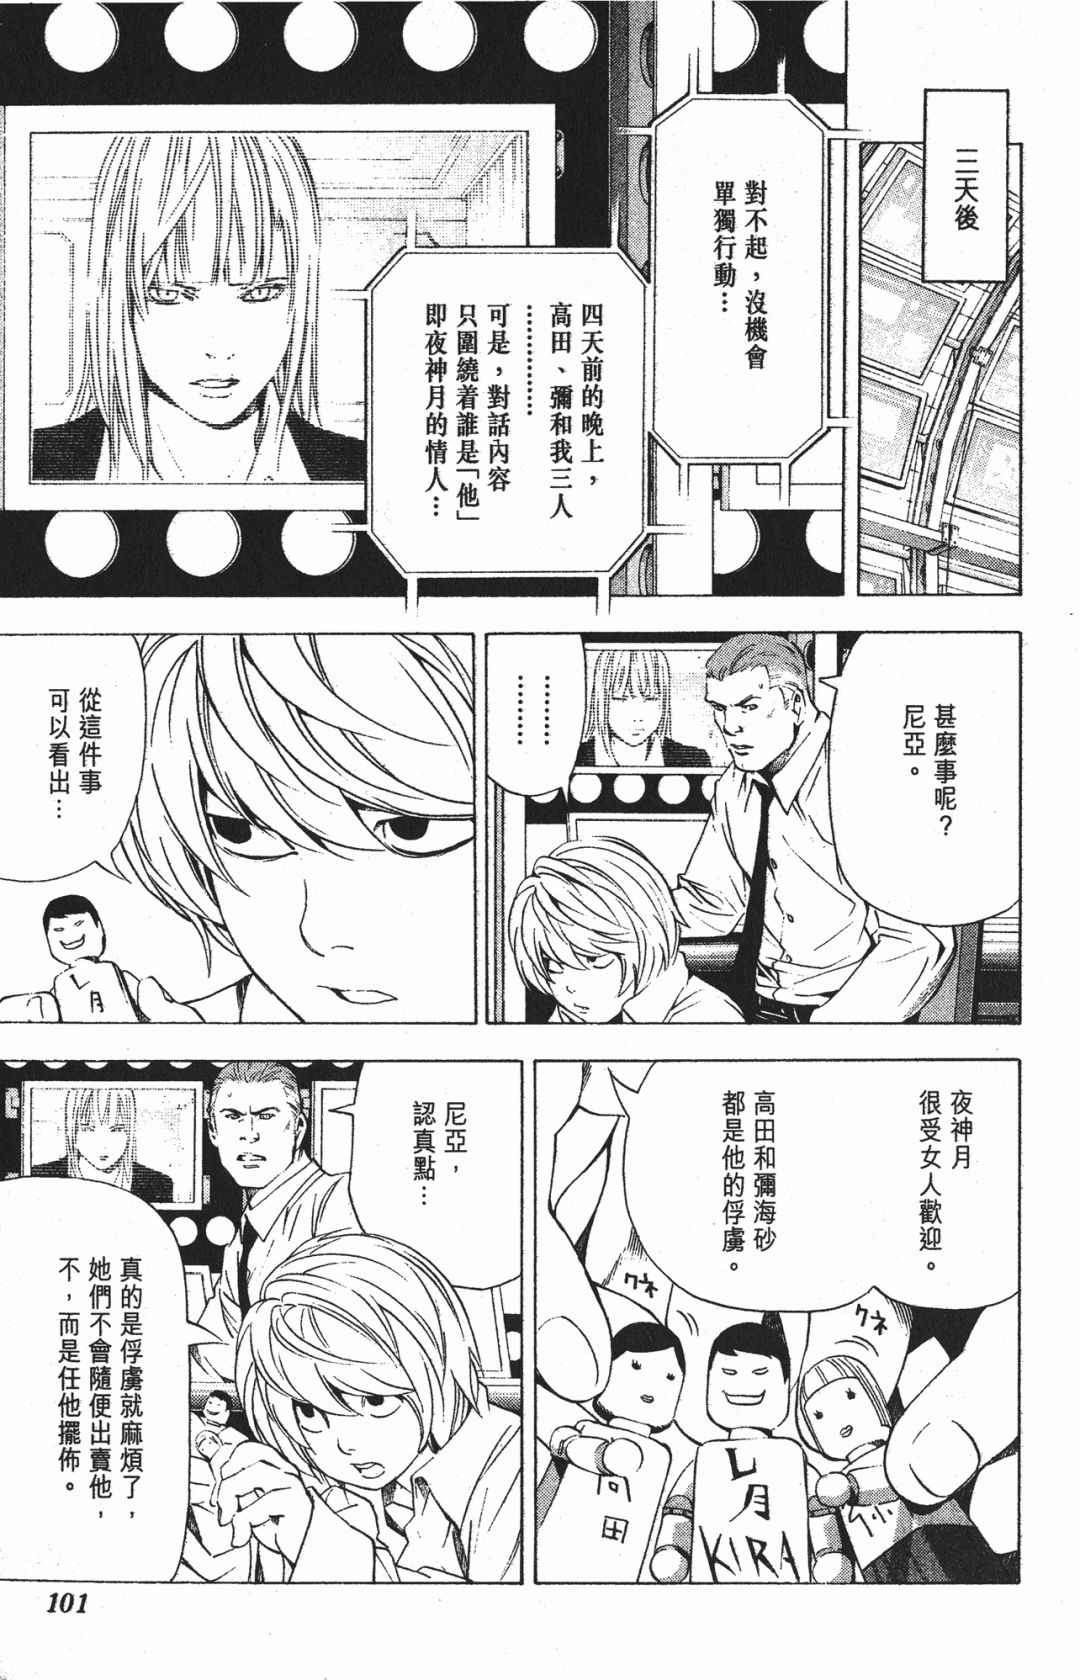 三天後
對不起，沒機會
單獨行動…
四天前的晚上，
高田、彌和我三人
…………
可是，對話內容
只圍繞着誰是「他」
即夜神月的情人…
甚麼事呢？
尼亞。
………
………
從這件事
可以看出…
L
月
夜神月
很受女人歡迎。
高田和彌海砂
都是他的俘虜。
クネ
クネ
高田
L
月
KIRA
尼亞，
認真點…
真的是俘虜就麻煩了，
她們不會隨便出賣他，
不，而是任他擺佈。
101